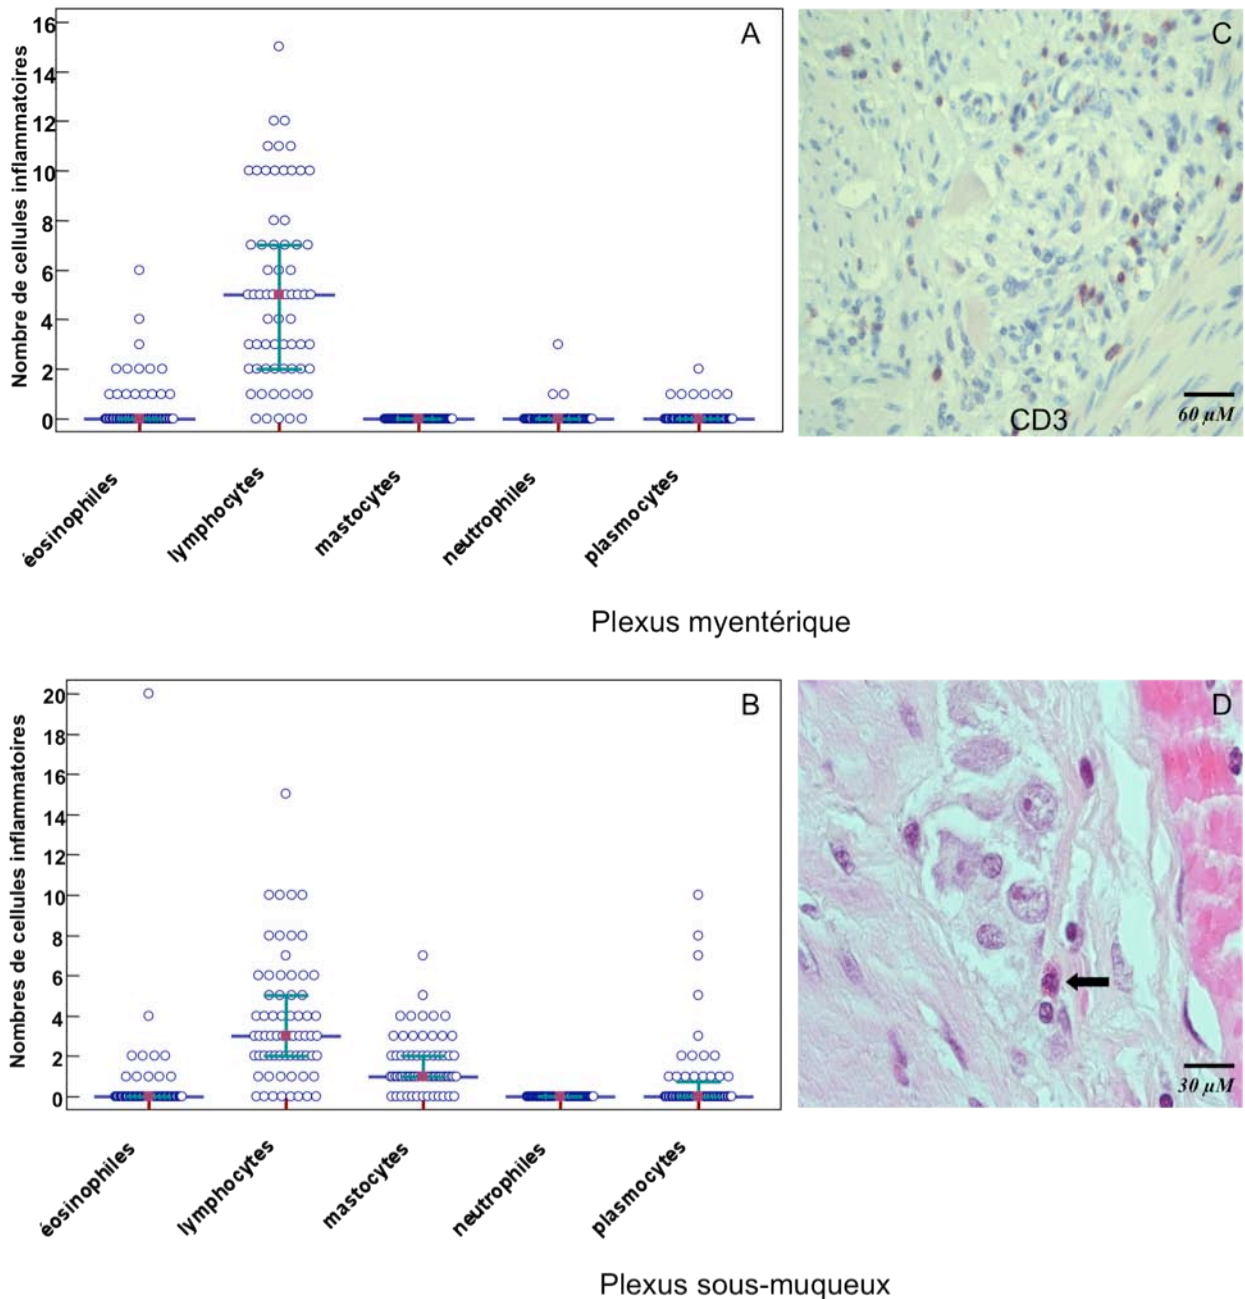 Nombre de cellules inflammatoires
16
14
12
10
8
6
4
2
0
A
éosinophiles
lymphocytes
mastocytes
neutrophiles
plasmocytes
C
CD3
60 µM
Plexus myentérique
Nombres de cellules inflammatoires
20
18
16
14
12
10
8
6
4
2
0
B
éosinophiles
lymphocytes
mastocytes
neutrophiles
plasmocytes
D
30 µM
Plexus sous-muqueux